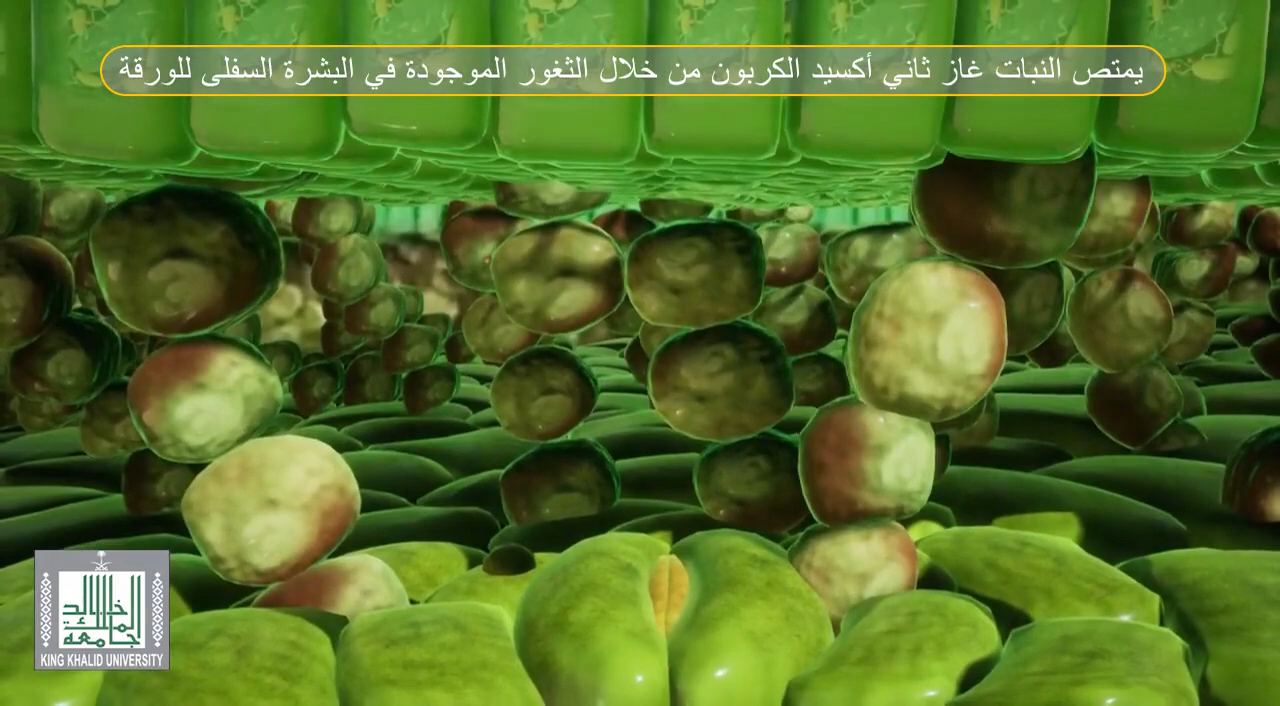 يمتص النبات غاز ثاني أكسيد الكربون من خلال الثغور الموجودة في البشرة السفلى للورقة
جامعة الملك خالد
KING KHALID UNIVERSITY